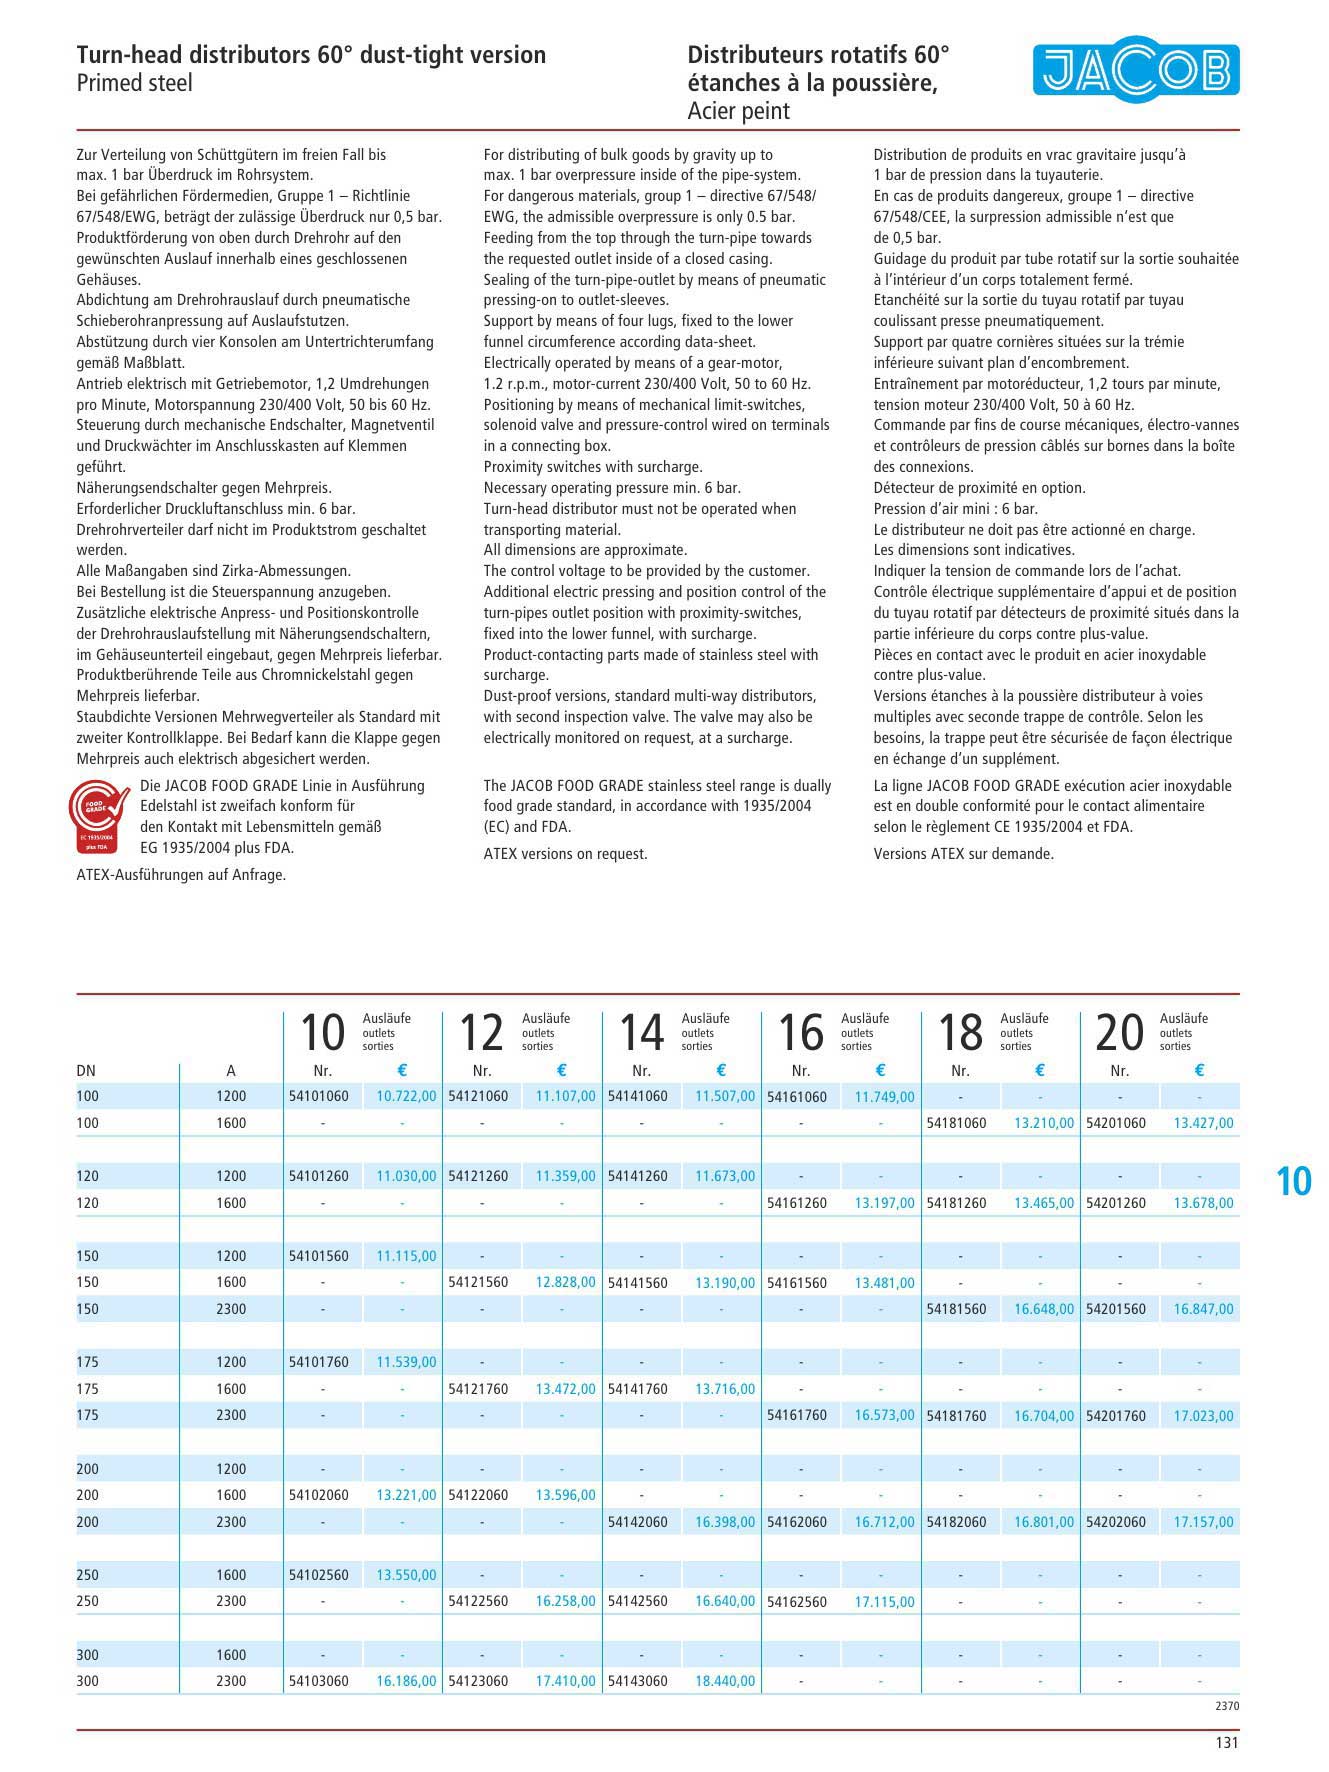 Turn-head distributors 60° dust-tight version
Primed steel
Distributeurs rotatifs 60°
étanches à la poussière,
Acier peint
JACOB
Zur Verteilung von Schüttgütern im freien Fall bis
max. 1 bar Überdruck im Rohrsystem.
Bei gefährlichen Fördermedien, Gruppe 1 – Richtlinie
67/548/EWG, beträgt der zulässige Überdruck nur 0,5 bar.
Produktförderung von oben durch Drehrohr auf den
gewünschten Auslauf innerhalb eines geschlossenen
Gehäuses.
Abdichtung am Drehrohrauslauf durch pneumatische
Schieberohranpressung auf Auslaufstutzen.
Abstützung durch vier Konsolen am Untertrichterumfang
gemäß Maßblatt.
Antrieb elektrisch mit Getriebemotor, 1,2 Umdrehungen
pro Minute, Motorspannung 230/400 Volt, 50 bis 60 Hz.
Steuerung durch mechanische Endschalter, Magnetventil
und Druckwächter im Anschlusskasten auf Klemmen
geführt.
Näherungsendschalter gegen Mehrpreis.
Erforderlicher Druckluftanschluss min. 6 bar.
Drehrohrverteiler darf nicht im Produktstrom geschaltet
werden.
Alle Maßangaben sind Zirka-Abmessungen.
Bei Bestellung ist die Steuerspannung anzugeben.
Zusätzliche elektrische Anpress- und Positionskontrolle
der Drehrohrauslaufstellung mit Näherungsendschaltern,
im Gehäuseunterteil eingebaut, gegen Mehrpreis lieferbar.
Produktberührende Teile aus Chromnickelstahl gegen
Mehrpreis lieferbar.
Staubdichte Versionen Mehrwegverteiler als Standard mit
zweiter Kontrollklappe. Bei Bedarf kann die Klappe gegen
Mehrpreis auch elektrisch abgesichert werden.
FOOD
GRADE
EC 1935/2004
plus FDA
Die JACOB FOOD GRADE Linie in Ausführung
Edelstahl ist zweifach konform für
den Kontakt mit Lebensmitteln gemäß
EG 1935/2004 plus FDA.
ATEX-Ausführungen auf Anfrage.
For distributing of bulk goods by gravity up to
max. 1 bar overpressure inside of the pipe-system.
For dangerous materials, group 1 – directive 67/548/
EWG, the admissible overpressure is only 0.5 bar.
Feeding from the top through the turn-pipe towards
the requested outlet inside of a closed casing.
Sealing of the turn-pipe-outlet by means of pneumatic
pressing-on to outlet-sleeves.
Support by means of four lugs, fixed to the lower
funnel circumference according data-sheet.
Electrically operated by means of a gear-motor,
1.2 r.p.m., motor-current 230/400 Volt, 50 to 60 Hz.
Positioning by means of mechanical limit-switches,
solenoid valve and pressure-control wired on terminals
in a connecting box.
Proximity switches with surcharge.
Necessary operating pressure min. 6 bar.
Turn-head distributor must not be operated when
transporting material.
All dimensions are approximate.
The control voltage to be provided by the customer.
Additional electric pressing and position control of the
turn-pipes outlet position with proximity-switches,
fixed into the lower funnel, with surcharge.
Product-contacting parts made of stainless steel with
surcharge.
Dust-proof versions, standard multi-way distributors,
with second inspection valve. The valve may also be
electrically monitored on request, at a surcharge.
The JACOB FOOD GRADE stainless steel range is dually
food grade standard, in accordance with 1935/2004
(EC) and FDA.
ATEX versions on request.
Distribution de produits en vrac gravitaire jusqu'à
1 bar de pression dans la tuyauterie.
En cas de produits dangereux, groupe 1 – directive
67/548/CEE, la surpression admissible n'est que
de 0,5 bar.
Guidage du produit par tube rotatif sur la sortie souhaitée
à l'intérieur d'un corps totalement fermé.
Etanchéité sur la sortie du tuyau rotatif par tuyau
coulissant presse pneumatiquement.
Support par quatre cornières situées sur la trémie
inférieure suivant plan d'encombrement.
Entraînement par motoréducteur, 1,2 tours par minute,
tension moteur 230/400 Volt, 50 à 60 Hz.
Commande par fins de course mécaniques, électro-vannes
et contrôleurs de pression câblés sur bornes dans la boîte
des connexions.
Détecteur de proximité en option.
Pression d'air mini : 6 bar.
Le distributeur ne doit pas être actionné en charge.
Les dimensions sont indicatives.
Indiquer la tension de commande lors de l'achat.
Contrôle électrique supplémentaire d'appui et de position
du tuyau rotatif par détecteurs de proximité situés dans la
partie inférieure du corps contre plus-value.
Pièces en contact avec le produit en acier inoxydable
contre plus-value.
Versions étanches à la poussière distributeur à voies
multiples avec seconde trappe de contrôle. Selon les
besoins, la trappe peut être sécurisée de façon électrique
en échange d'un supplément.
La ligne JACOB FOOD GRADE exécution acier inoxydable
est en double conformité pour le contact alimentaire
selon le règlement CE 1935/2004 et FDA.
Versions ATEX sur demande.
10 Ausläufe outlets sorties 12 Ausläufe outlets sorties 14 Ausläufe outlets sorties 16 Ausläufe outlets sorties 18 Ausläufe outlets sorties 20 Ausläufe outlets sorties
DN A Nr. € Nr. € Nr. € Nr. € Nr. € Nr. €
100 1200 54101060 10.722,00 54121060 11.107,00 54141060 11.507,00 54161060 11.749,00 - - - -
100 1600 - - - - - - - - 54181060 13.210,00 54201060 13.427,00
120 1200 54101260 11.030,00 54121260 11.359,00 54141260 11.673,00 - - - - - -
120 1600 - - - - - - 54161260 13.197,00 54181260 13.465,00 54201260 13.678,00
150 1200 54101560 11.115,00 - - - - - - - - - -
150 1600 - - 54121560 12.828,00 54141560 13.190,00 54161560 13.481,00 - - - -
150 2300 - - - - - - - - 54181560 16.648,00 54201560 16.847,00
175 1200 54101760 11.539,00 - - - - - - - - - -
175 1600 - - 54121760 13.472,00 54141760 13.716,00 - - - - - -
175 2300 - - - - - - 54161760 16.573,00 54181760 16.704,00 54201760 17.023,00
200 1200 - - - - - - - - - - - -
200 1600 54102060 13.221,00 54122060 13.596,00 - - - - - - - -
200 2300 - - - - 54142060 16.398,00 54162060 16.712,00 54182060 16.801,00 54202060 17.157,00
250 1600 54102560 13.550,00 - - - - - - - - - -
250 2300 - - 54122560 16.258,00 54142560 16.640,00 54162560 17.115,00 - - - -
300 1600 - - - - - - - - - - - -
300 2300 54103060 16.186,00 54123060 17.410,00 54143060 18.440,00 - - - - - -
10
2370
131